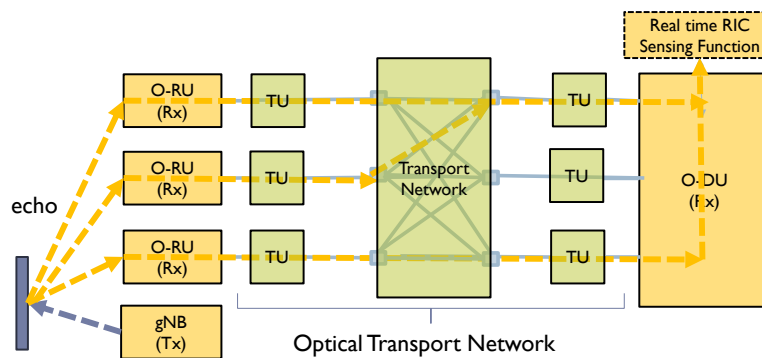 Real time RIC
Sensing Function
O-RU
(Rx)
TU
TU
O-RU
(Rx)
TU
Transport
Network
TU
O-DU
(Rx)
echo
O-RU
(Rx)
TU
TU
gNB
(Tx)
Optical Transport Network